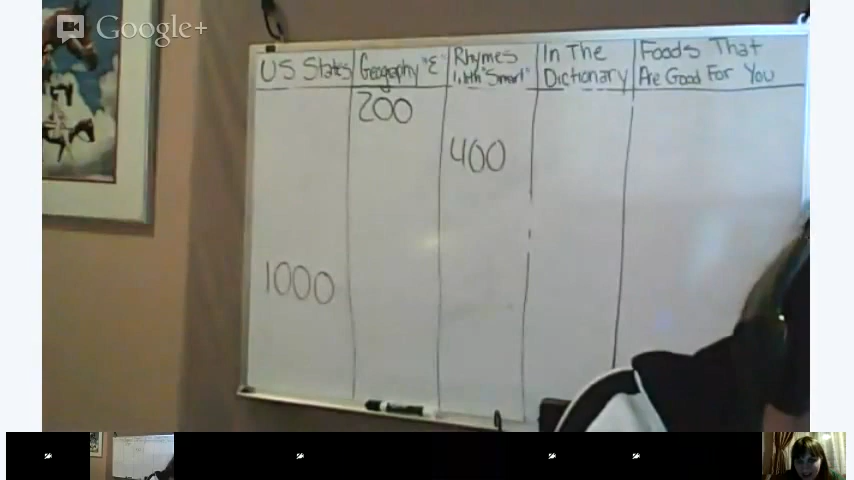 Google+
US States
Geography "E"
Rhymes
With "Smart"
In The
Dictionary
Foods That
Are Good For You
200
400
1000